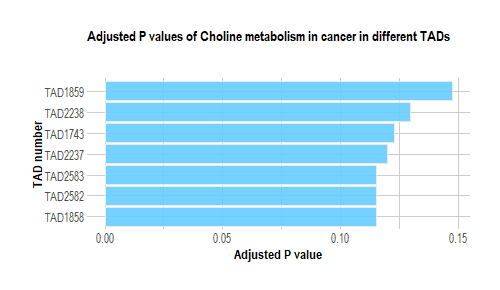 Adjusted P values of Choline metabolism in cancer in different TADs
TAD number
TAD1859
TAD2238
TAD1743
TAD2237
TAD2583
TAD2582
TAD1858
0.00 0.05 0.10 0.15
Adjusted P value